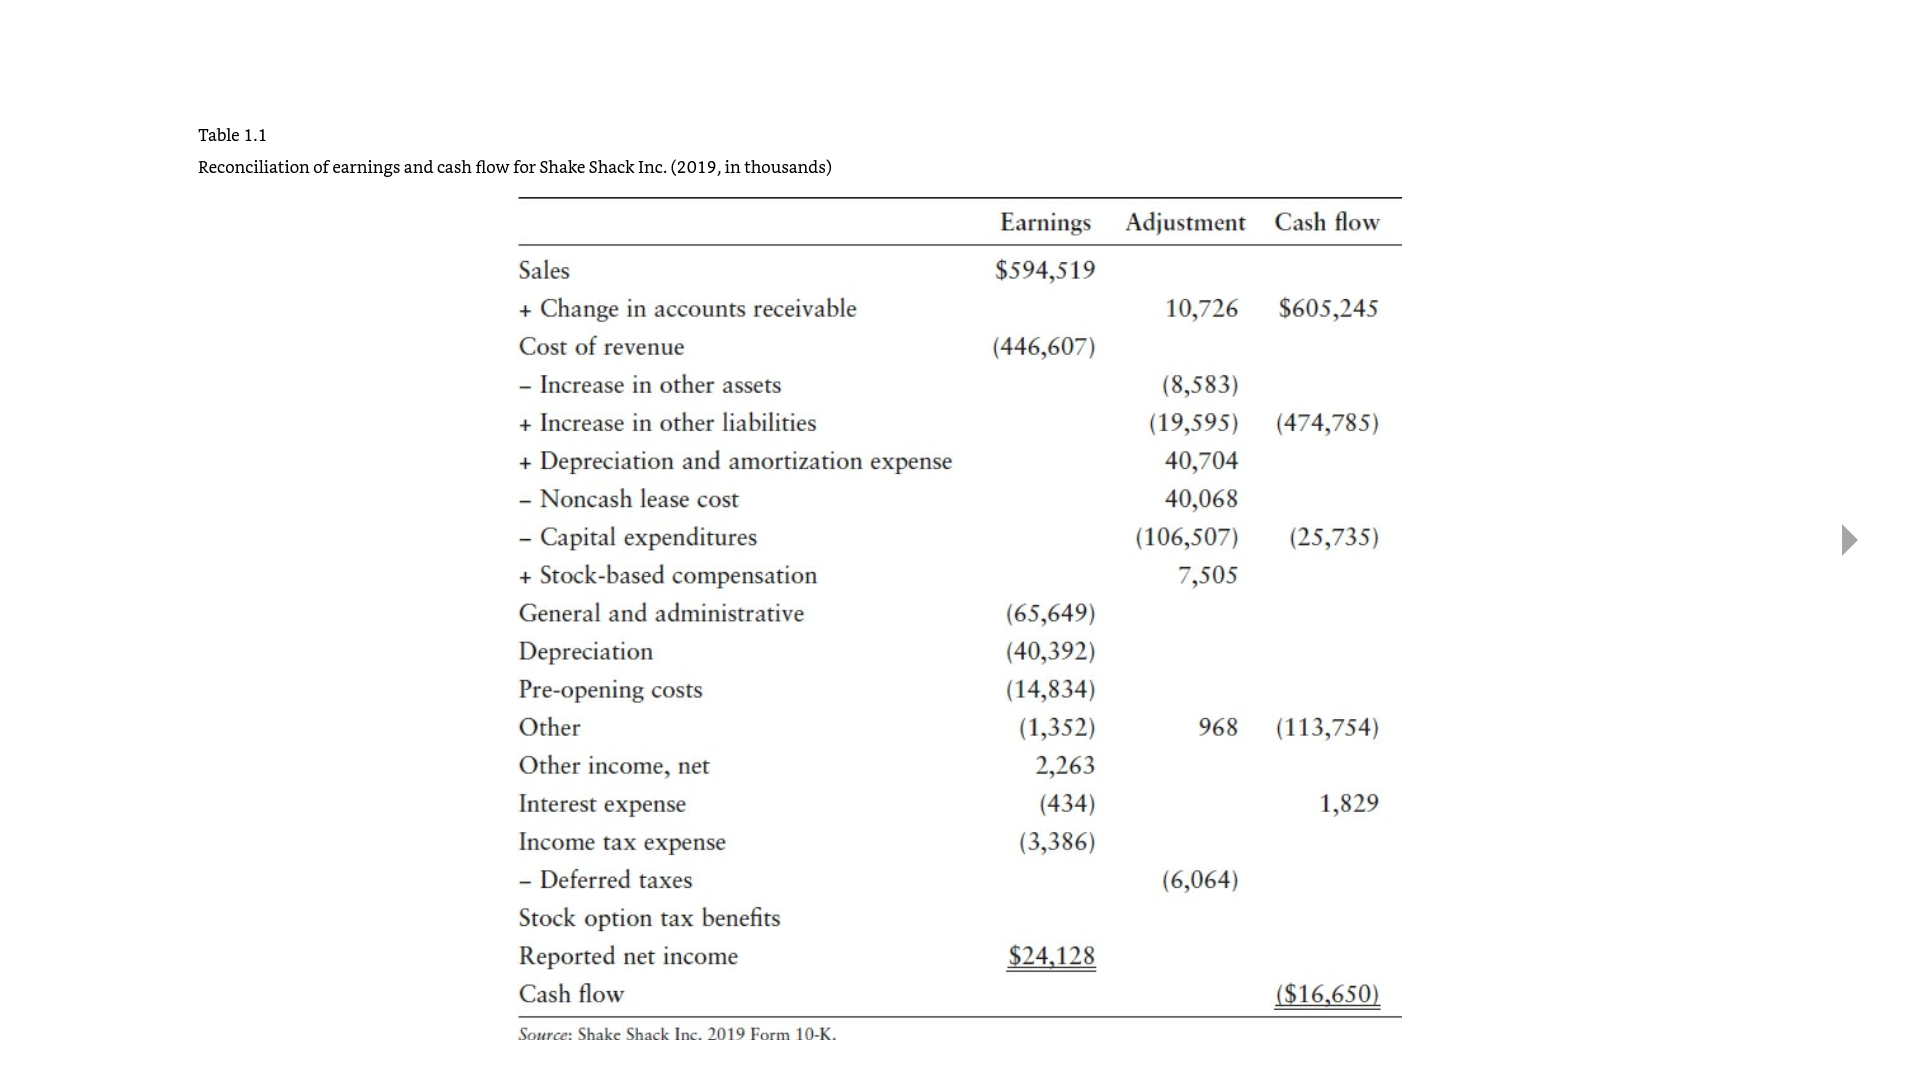 Table 1.1
Reconciliation of earnings and cash flow for Shake Shack Inc. (2019, in thousands)
Earnings Adjustment Cash flow
Sales $594,519
+ Change in accounts receivable 10,726 $605,245
Cost of revenue (446,607)
– Increase in other assets (8,583)
+ Increase in other liabilities (19,595) (474,785)
+ Depreciation and amortization expense 40,704
– Noncash lease cost 40,068
– Capital expenditures (106,507) (25,735)
+ Stock-based compensation 7,505
General and administrative (65,649)
Depreciation (40,392)
Pre-opening costs (14,834)
Other (1,352) 968 (113,754)
Other income, net 2,263
Interest expense (434) 1,829
Income tax expense (3,386)
– Deferred taxes (6,064)
Stock option tax benefits
Reported net income $24,128
Cash flow ($16,650)
Source: Shake Shack Inc. 2019 Form 10-K.